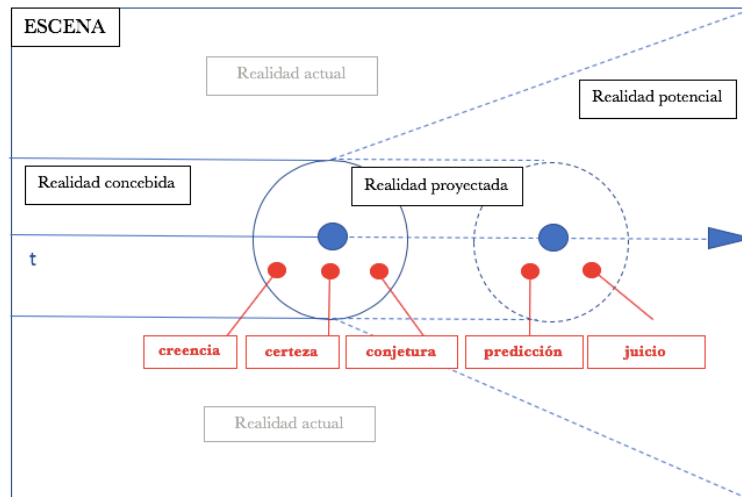 ESCENA
Realidad actual
Realidad potencial
Realidad concebida
Realidad proyectada
t
creencia
certeza
conjetura
predicción
juicio
Realidad actual